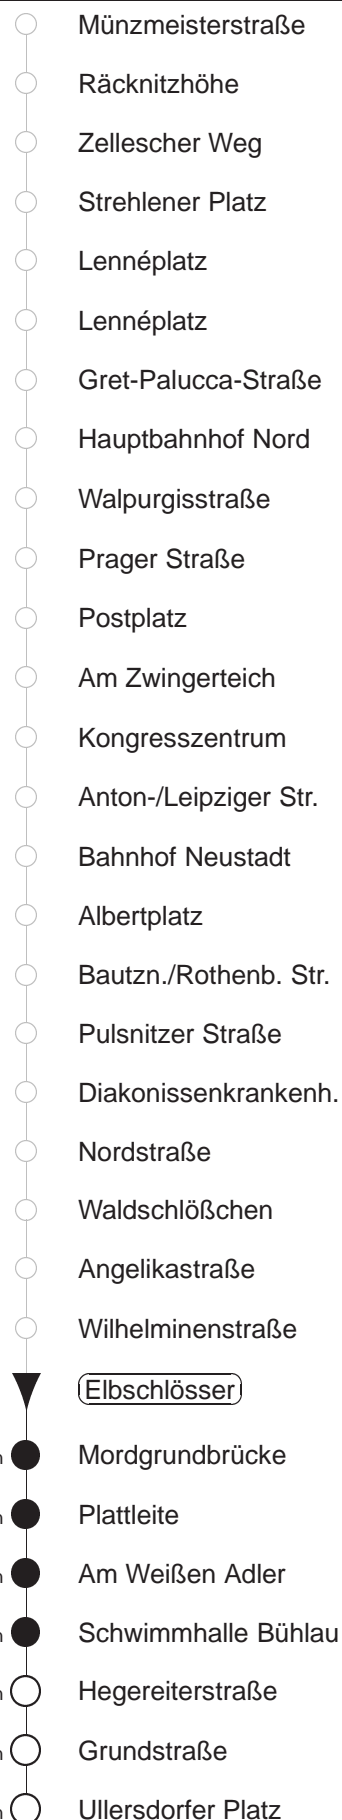 Münzmeisterstraße
Räcknitzhöhe
Zellescher Weg
Strehlener Platz
Lennéplatz
Lennéplatz
Gret-Palucca-Straße
Hauptbahnhof Nord
Walpurgisstraße
Prager Straße
Postplatz
Am Zwingerteich
Kongresszentrum
Anton-/Leipziger Str.
Bahnhof Neustadt
Albertplatz
Bautzn./Rothenb. Str.
Pulsnitzer Straße
Diakonissenkrankenh.
Nordstraße
Waldschlößchen
Angelikastraße
Wilhelminenstraße
Elbschlösser
Mordgrundbrücke
Plattleite
Am Weißen Adler
Schwimmhalle Bühlau
Hegereiterstraße
Grundstraße
Ullersdorfer Platz